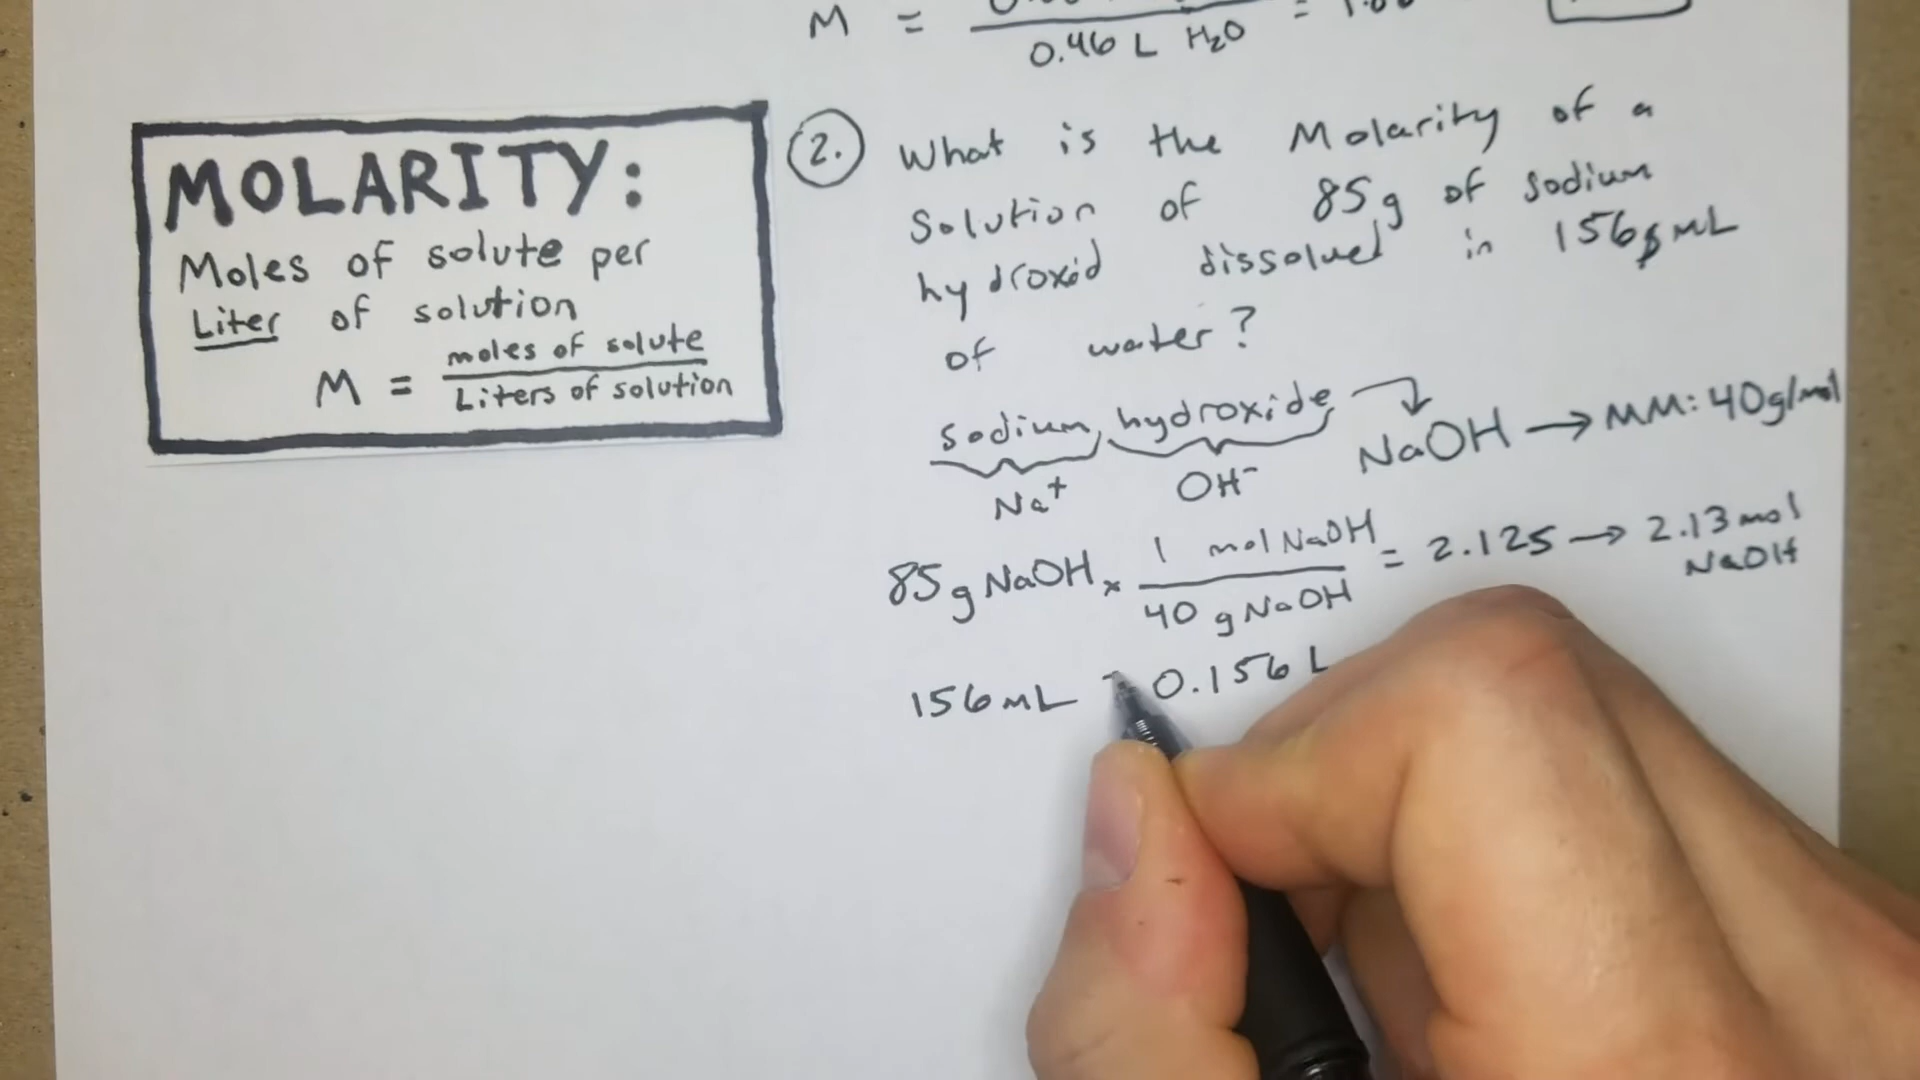 M =
0.46 L H₂O
MOLARITY:
Moles of solute per
Liter of solution
M = moles of solute
Liters of solution
2. What is the Molarity of a
Solution of 85g of sodium
hydroxid dissolved in 156 mL
of water?
sodium hydroxide → NaOH → MM: 40g/mol
Na⁺ OH⁻
1 mol NaOH
85g NaOH x = 2.125 → 2.13 mol
40 g NaOH NaOH
156mL 0.156 L